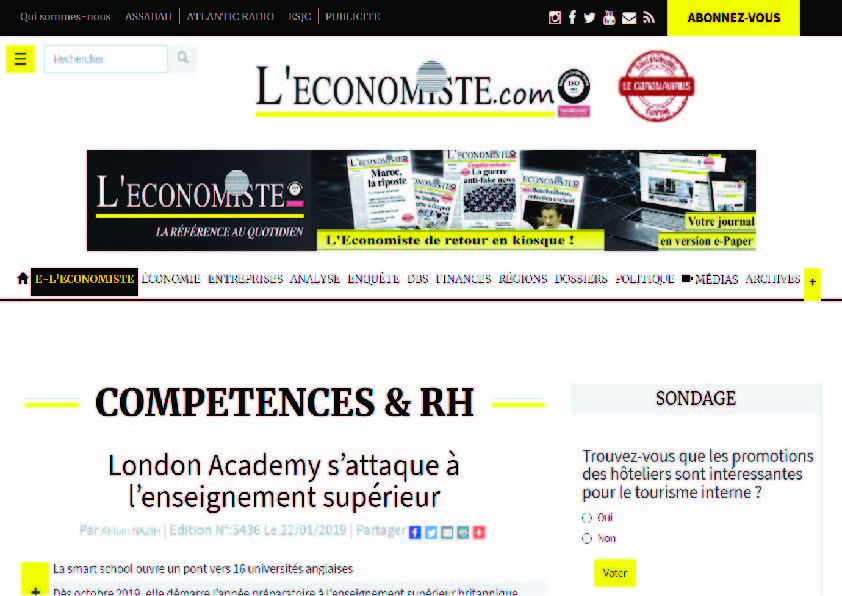 Qui sommes-nous ASSABAH ATLANTIC RADIO ESJC PUBLICITE
ABONNEZ-VOUS
Rechercher
L'ECONOMISTE.com
ISO
LE CORONAVIRUS
L'ECONOMISTE
LA RÉFÉRENCE AU QUOTIDIEN
Maroc,
la riposte
La guerre
anti-fake news
L'Economiste de retour en kiosque !
Votre journal
en version e-Paper
E-L'ECONOMISTE ÉCONOMIE ENTREPRISES ANALYSE ENQUÊTE DBS FINANCES RÉGIONS DOSSIERS POLITIQUE MÉDIAS ARCHIVES +
COMPETENCES & RH
London Academy s'attaque à
l'enseignement supérieur
Par Ahlam NAZIH | Edition N°:5436 Le 22/01/2019 | Partager
La smart school ouvre un pont vers 16 universités anglaises
Dès octobre 2019, elle démarre l'année préparatoire à l'enseignement supérieur britannique
SONDAGE
Trouvez-vous que les promotions
des hôteliers sont intéressantes
pour le tourisme interne ?
Oui
Non
Voter